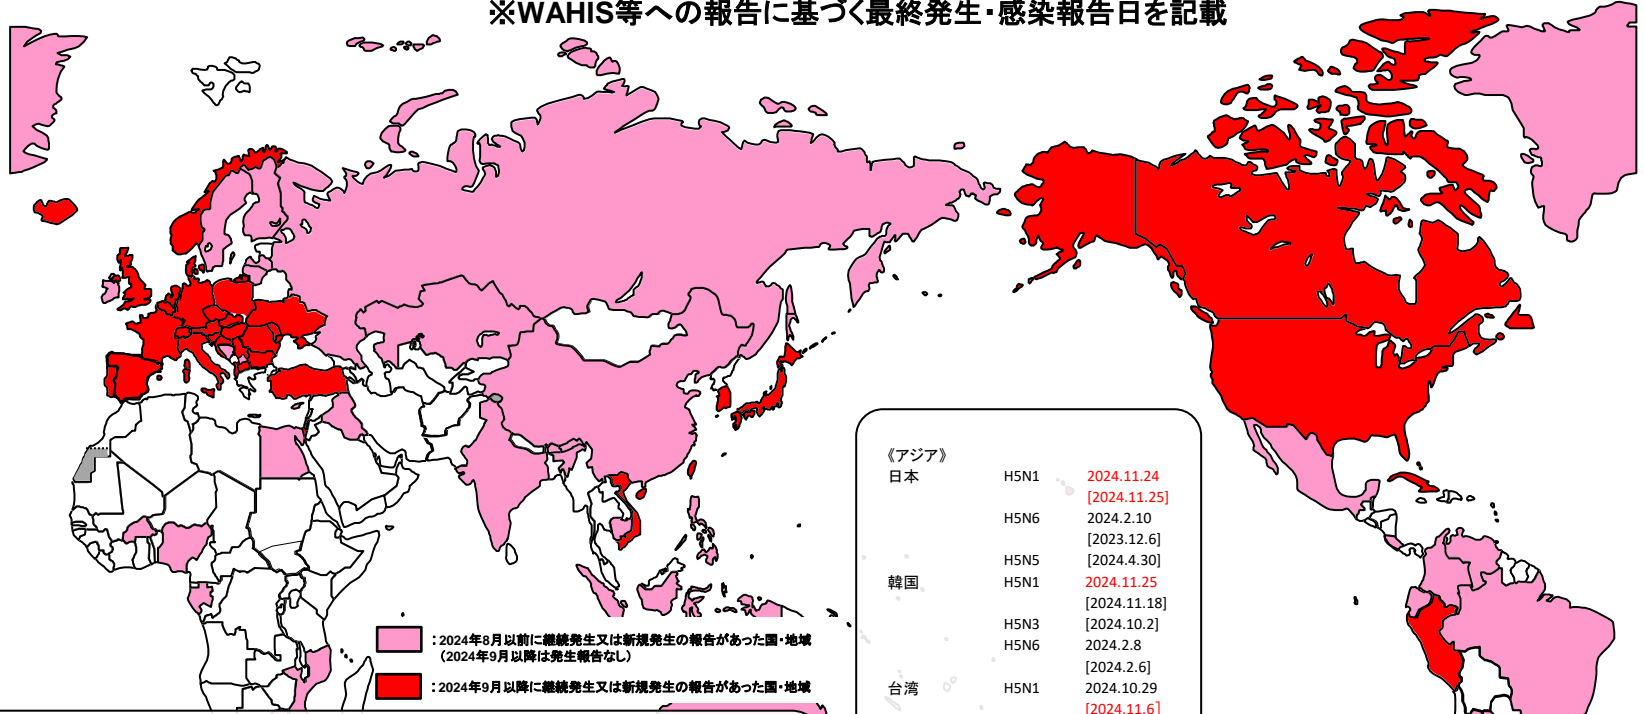 ※WAHIS等への報告に基づく最終発生・感染報告日を記載
《アジア》
日本 H5N1 2024.11.24
[2024.11.25]
H5N6 2024.2.10
[2023.12.6]
H5N5 [2024.4.30]
韓国 H5N1 2024.11.25
[2024.11.18]
H5N3 [2024.10.2]
H5N6 2024.2.8
[2024.2.6]
台湾 H5N1 2024.10.29
[2024.11.6]
：2024年8月以前に継続発生又は新規発生の報告があった国・地域
（2024年9月以降は発生報告なし）
：2024年9月以降に継続発生又は新規発生の報告があった国・地域